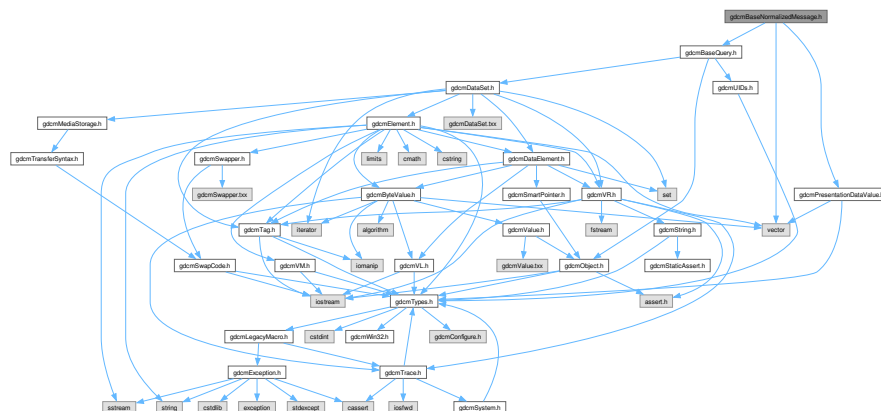 gdcmBaseNormalizedMessage.h
gdcmBaseQuery.h
gdcmDataSet.h
gdcmUIDs.h
gdcmMediaStorage.h
gdcmElement.h
gdcmDataSet.txx
gdcmTransferSyntax.h
gdcmSwapper.h
limits
cmath
cstring
gdcmDataElement.h
gdcmSwapper.txx
gdcmByteValue.h
gdcmSmartPointer.h
gdcmVR.h
set
gdcmPresentationDataValue.h
gdcmTag.h
iterator
algorithm
gdcmValue.h
fstream
gdcmString.h
vector
gdcmSwapCode.h
gdcmVM.h
iomanip
gdcmVL.h
gdcmValue.txx
gdcmObject.h
gdcmStaticAssert.h
iostream
gdcmTypes.h
assert.h
gdcmLegacyMacro.h
cstdint
gdcmWin32.h
gdcmConfigure.h
gdcmException.h
gdcmTrace.h
sstream
string
cstdlib
exception
stdexcept
cassert
iosfwd
gdcmSystem.h